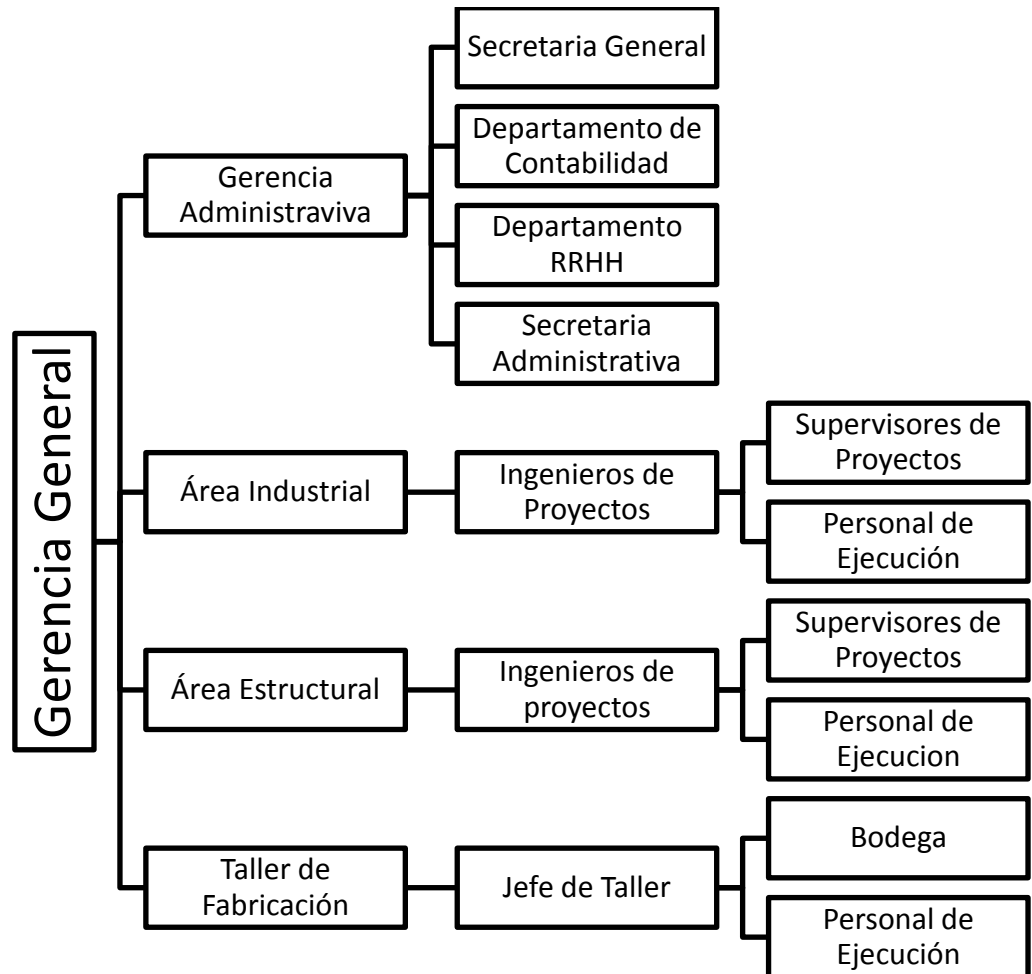 Gerencia General
Gerencia
Administraviva
Secretaria General
Departamento de
Contabilidad
Departamento
RRHH
Secretaria
Administrativa
Área Industrial
Ingenieros de
Proyectos
Supervisores de
Proyectos
Personal de
Ejecución
Área Estructural
Ingenieros de
proyectos
Supervisores de
Proyectos
Personal de
Ejecucion
Taller de
Fabricación
Jefe de Taller
Bodega
Personal de
Ejecución